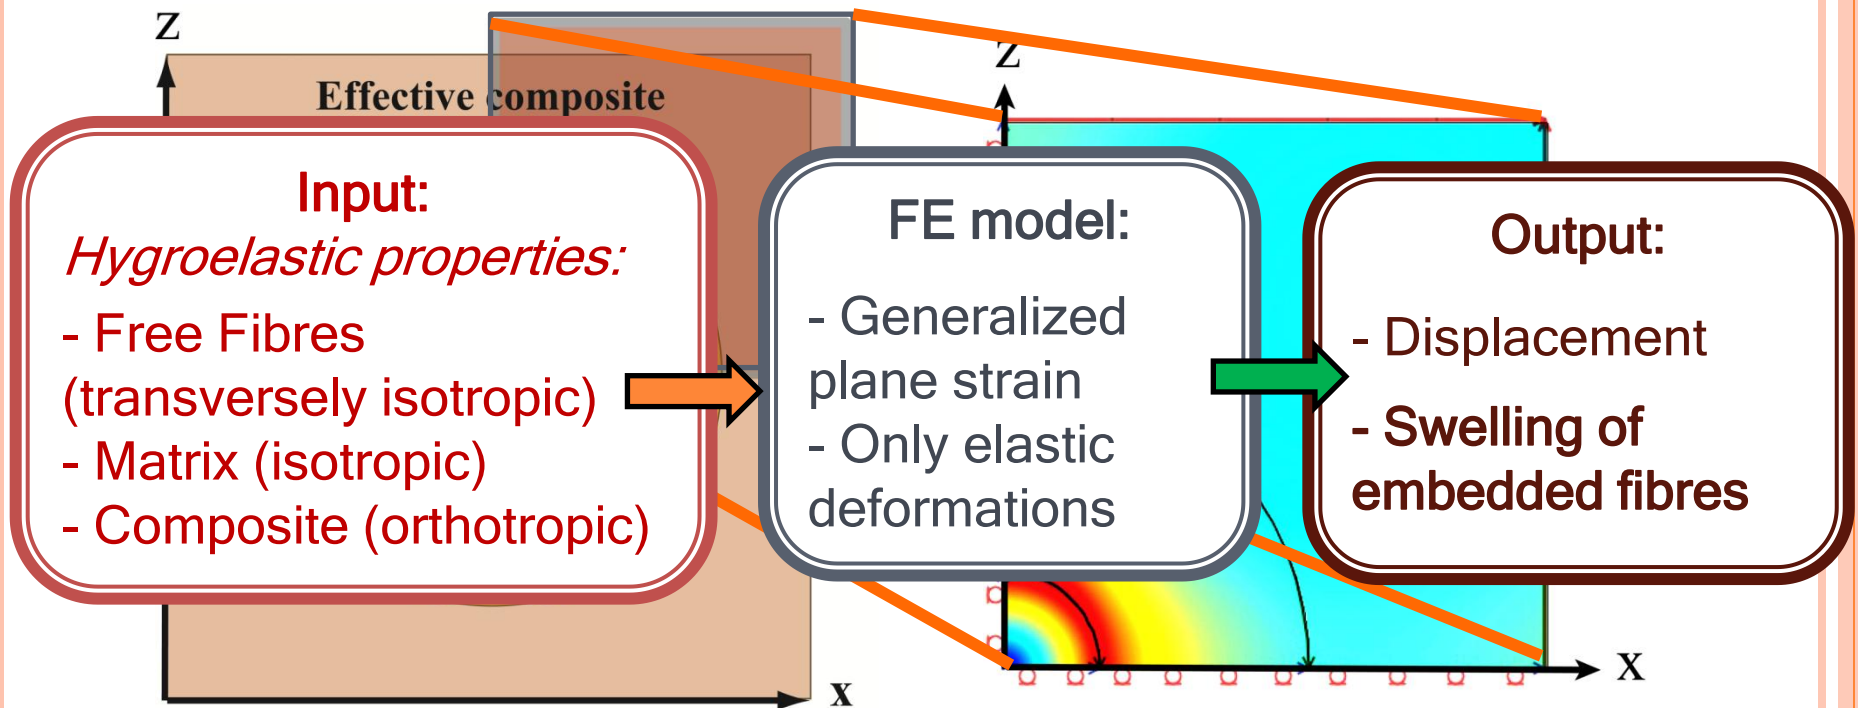 Z
Effective composite
Z
Input:
Hygroelastic properties:
- Free Fibres
(transversely isotropic)
- Matrix (isotropic)
- Composite (orthotropic)
FE model:
- Generalized
plane strain
- Only elastic
deformations
Output:
- Displacement
- Swelling of
embedded fibres
X
x